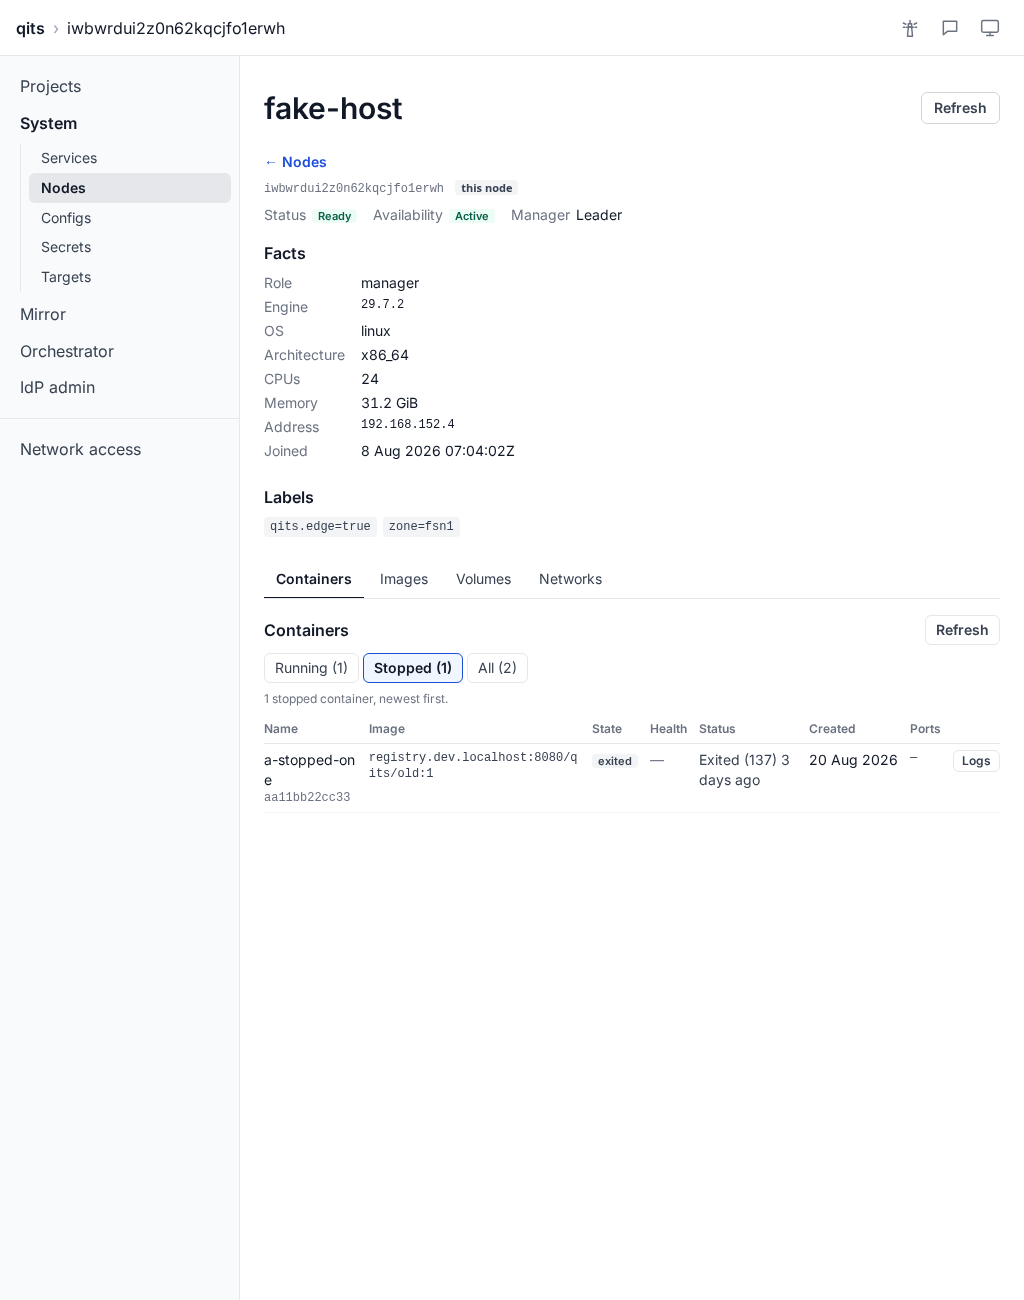 qits › iwbwrdui2z0n62kqcjfo1erwh
Projects
System
Services
Nodes
Configs
Secrets
Targets
Mirror
Orchestrator
IdP admin
Network access
fake-host
Refresh
← Nodes
iwbwrdui2z0n62kqcjfo1erwh this node
Status Ready Availability Active Manager Leader
Facts
Role manager
Engine 29.7.2
OS linux
Architecture x86_64
CPUs 24
Memory 31.2 GiB
Address 192.168.152.4
Joined 8 Aug 2026 07:04:02Z
Labels
qits.edge=true zone=fsn1
Containers Images Volumes Networks
Containers
Refresh
Running (1) Stopped (1) All (2)
1 stopped container, newest first.
Name Image State Health Status Created Ports
a-stopped-on
e
aa11bb22cc33
registry.dev.localhost:8080/q
its/old:1
exited
—
Exited (137) 3
days ago
20 Aug 2026
–
Logs